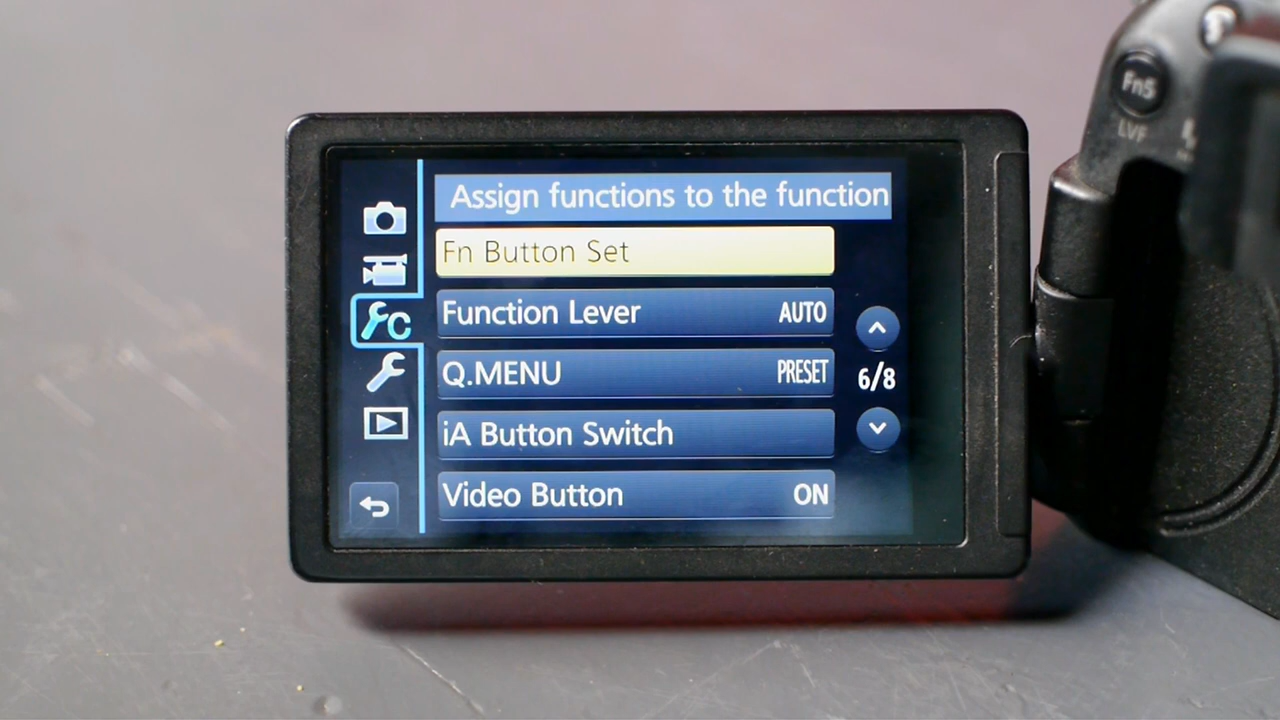 Fn5
LVF
Assign functions to the function
Fn Button Set
Function Lever AUTO
C
Q.MENU PRESET
6/8
iA Button Switch
Video Button ON